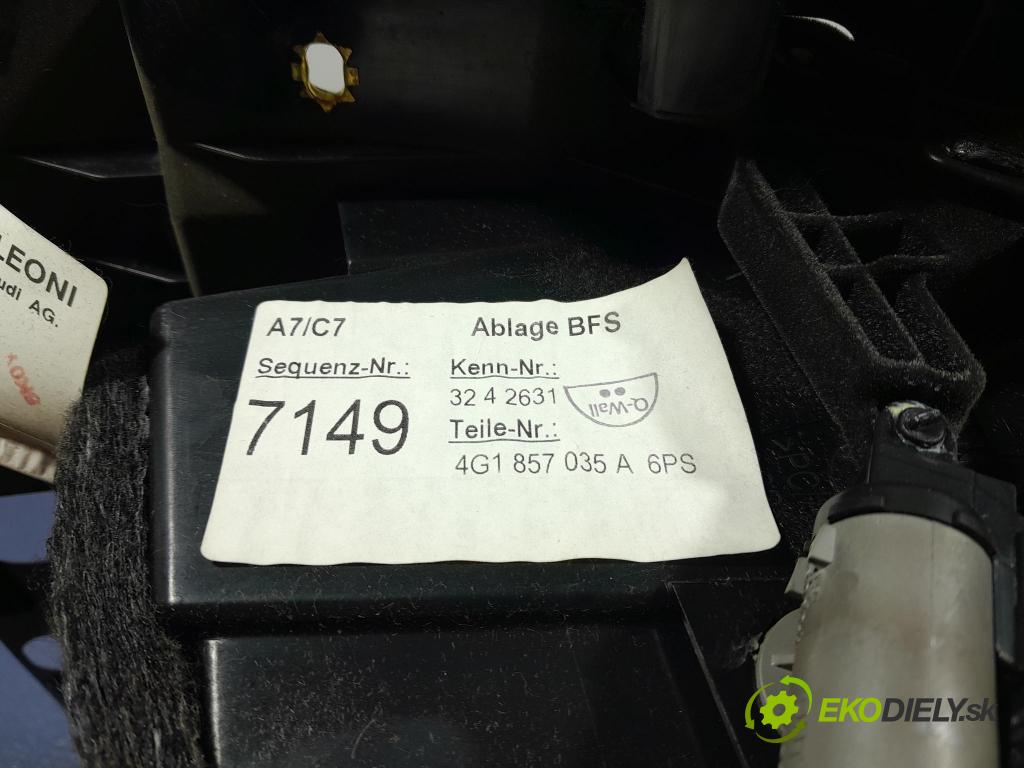 LEONI
udi AG.
A7/C7
Ablage BFS
Sequenz-Nr.:
7149
Kenn-Nr.:
32 4 2631
Q-Wall
Teile-Nr.:
4G1 857 035 A 6PS
EKODIELY.sk